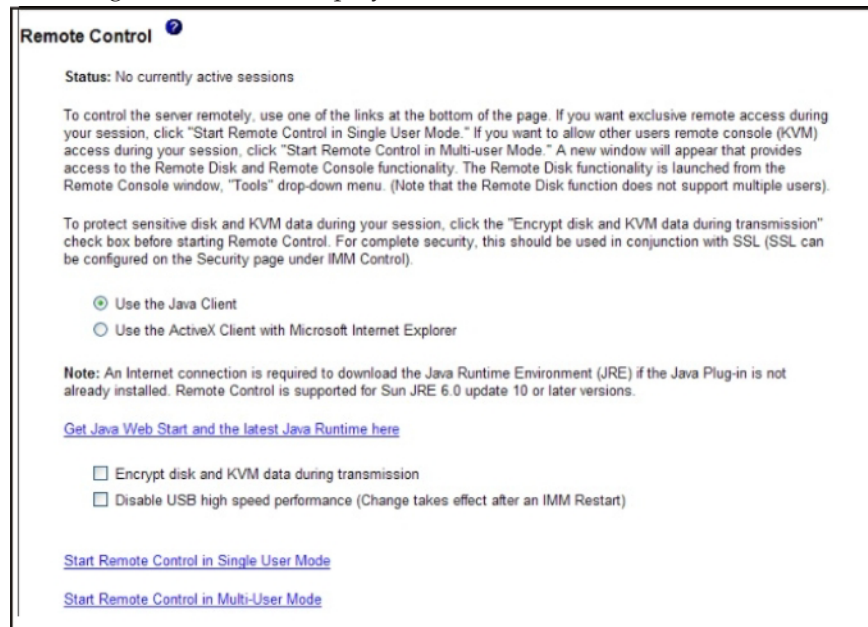 Remote Control ?
Status: No currently active sessions
To control the server remotely, use one of the links at the bottom of the page. If you want exclusive remote access during
your session, click "Start Remote Control in Single User Mode." If you want to allow other users remote console (KVM)
access during your session, click "Start Remote Control in Multi-user Mode." A new window will appear that provides
access to the Remote Disk and Remote Console functionality. The Remote Disk functionality is launched from the
Remote Console window, "Tools" drop-down menu. (Note that the Remote Disk function does not support multiple users).
To protect sensitive disk and KVM data during your session, click the "Encrypt disk and KVM data during transmission"
check box before starting Remote Control. For complete security, this should be used in conjunction with SSL (SSL can
be configured on the Security page under IMM Control).
Use the Java Client
Use the ActiveX Client with Microsoft Internet Explorer
Note: An Internet connection is required to download the Java Runtime Environment (JRE) if the Java Plug-in is not
already installed. Remote Control is supported for Sun JRE 6.0 update 10 or later versions.
Get Java Web Start and the latest Java Runtime here
Encrypt disk and KVM data during transmission
Disable USB high speed performance (Change takes effect after an IMM Restart)
Start Remote Control in Single User Mode
Start Remote Control in Multi-User Mode